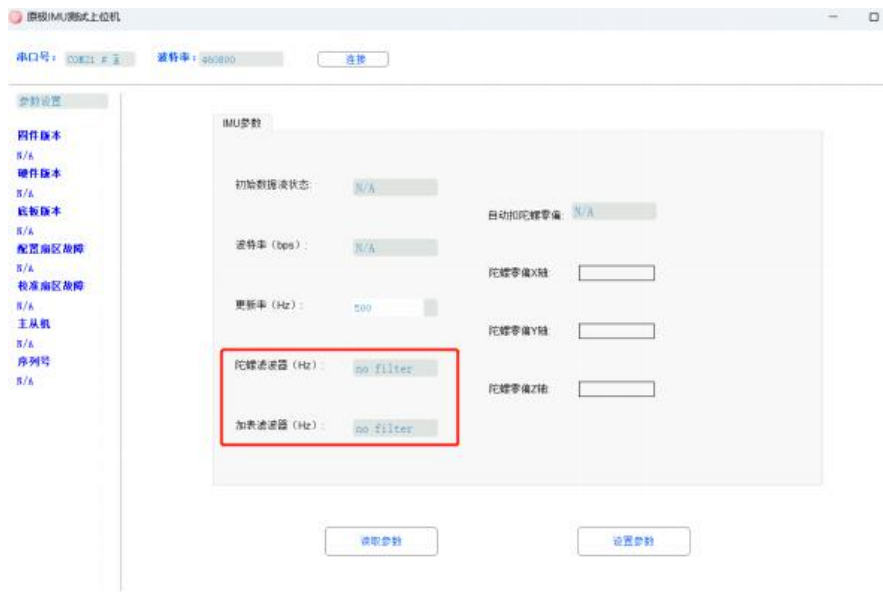 原极IMU测试上位机
串口号: COM21 # 蓝 波特率: 460800 连接
参数设置
固件版本
N/A
硬件版本
N/A
底板版本
N/A
配置扇区故障
N/A
校准扇区故障
N/A
主从机
N/A
序列号
N/A
IMU参数
初始数据流状态: N/A
波特率（bps）: N/A
更新率（Hz）: 500
陀螺滤波器（Hz）: no filter
加表滤波器（Hz）: no filter
自动扣陀螺零偏: N/A
陀螺零偏X轴:
陀螺零偏Y轴:
陀螺零偏Z轴:
读取参数 设置参数